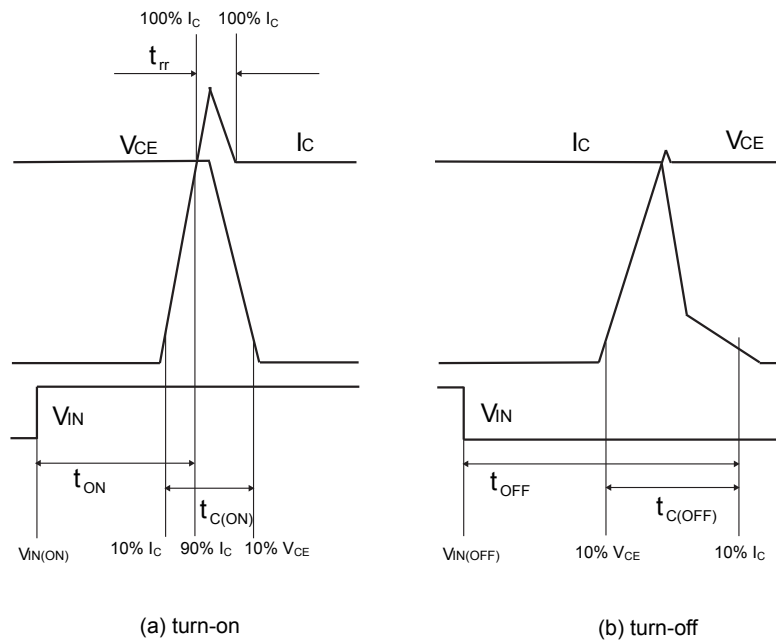 100% IC 100% IC
trr
VCE IC
VIN
tON
tC(ON)
VIN(ON) 10% IC 90% IC 10% VCE
(a) turn-on
IC VCE
VIN
tOFF
tC(OFF)
VIN(OFF) 10% VCE 10% IC
(b) turn-off